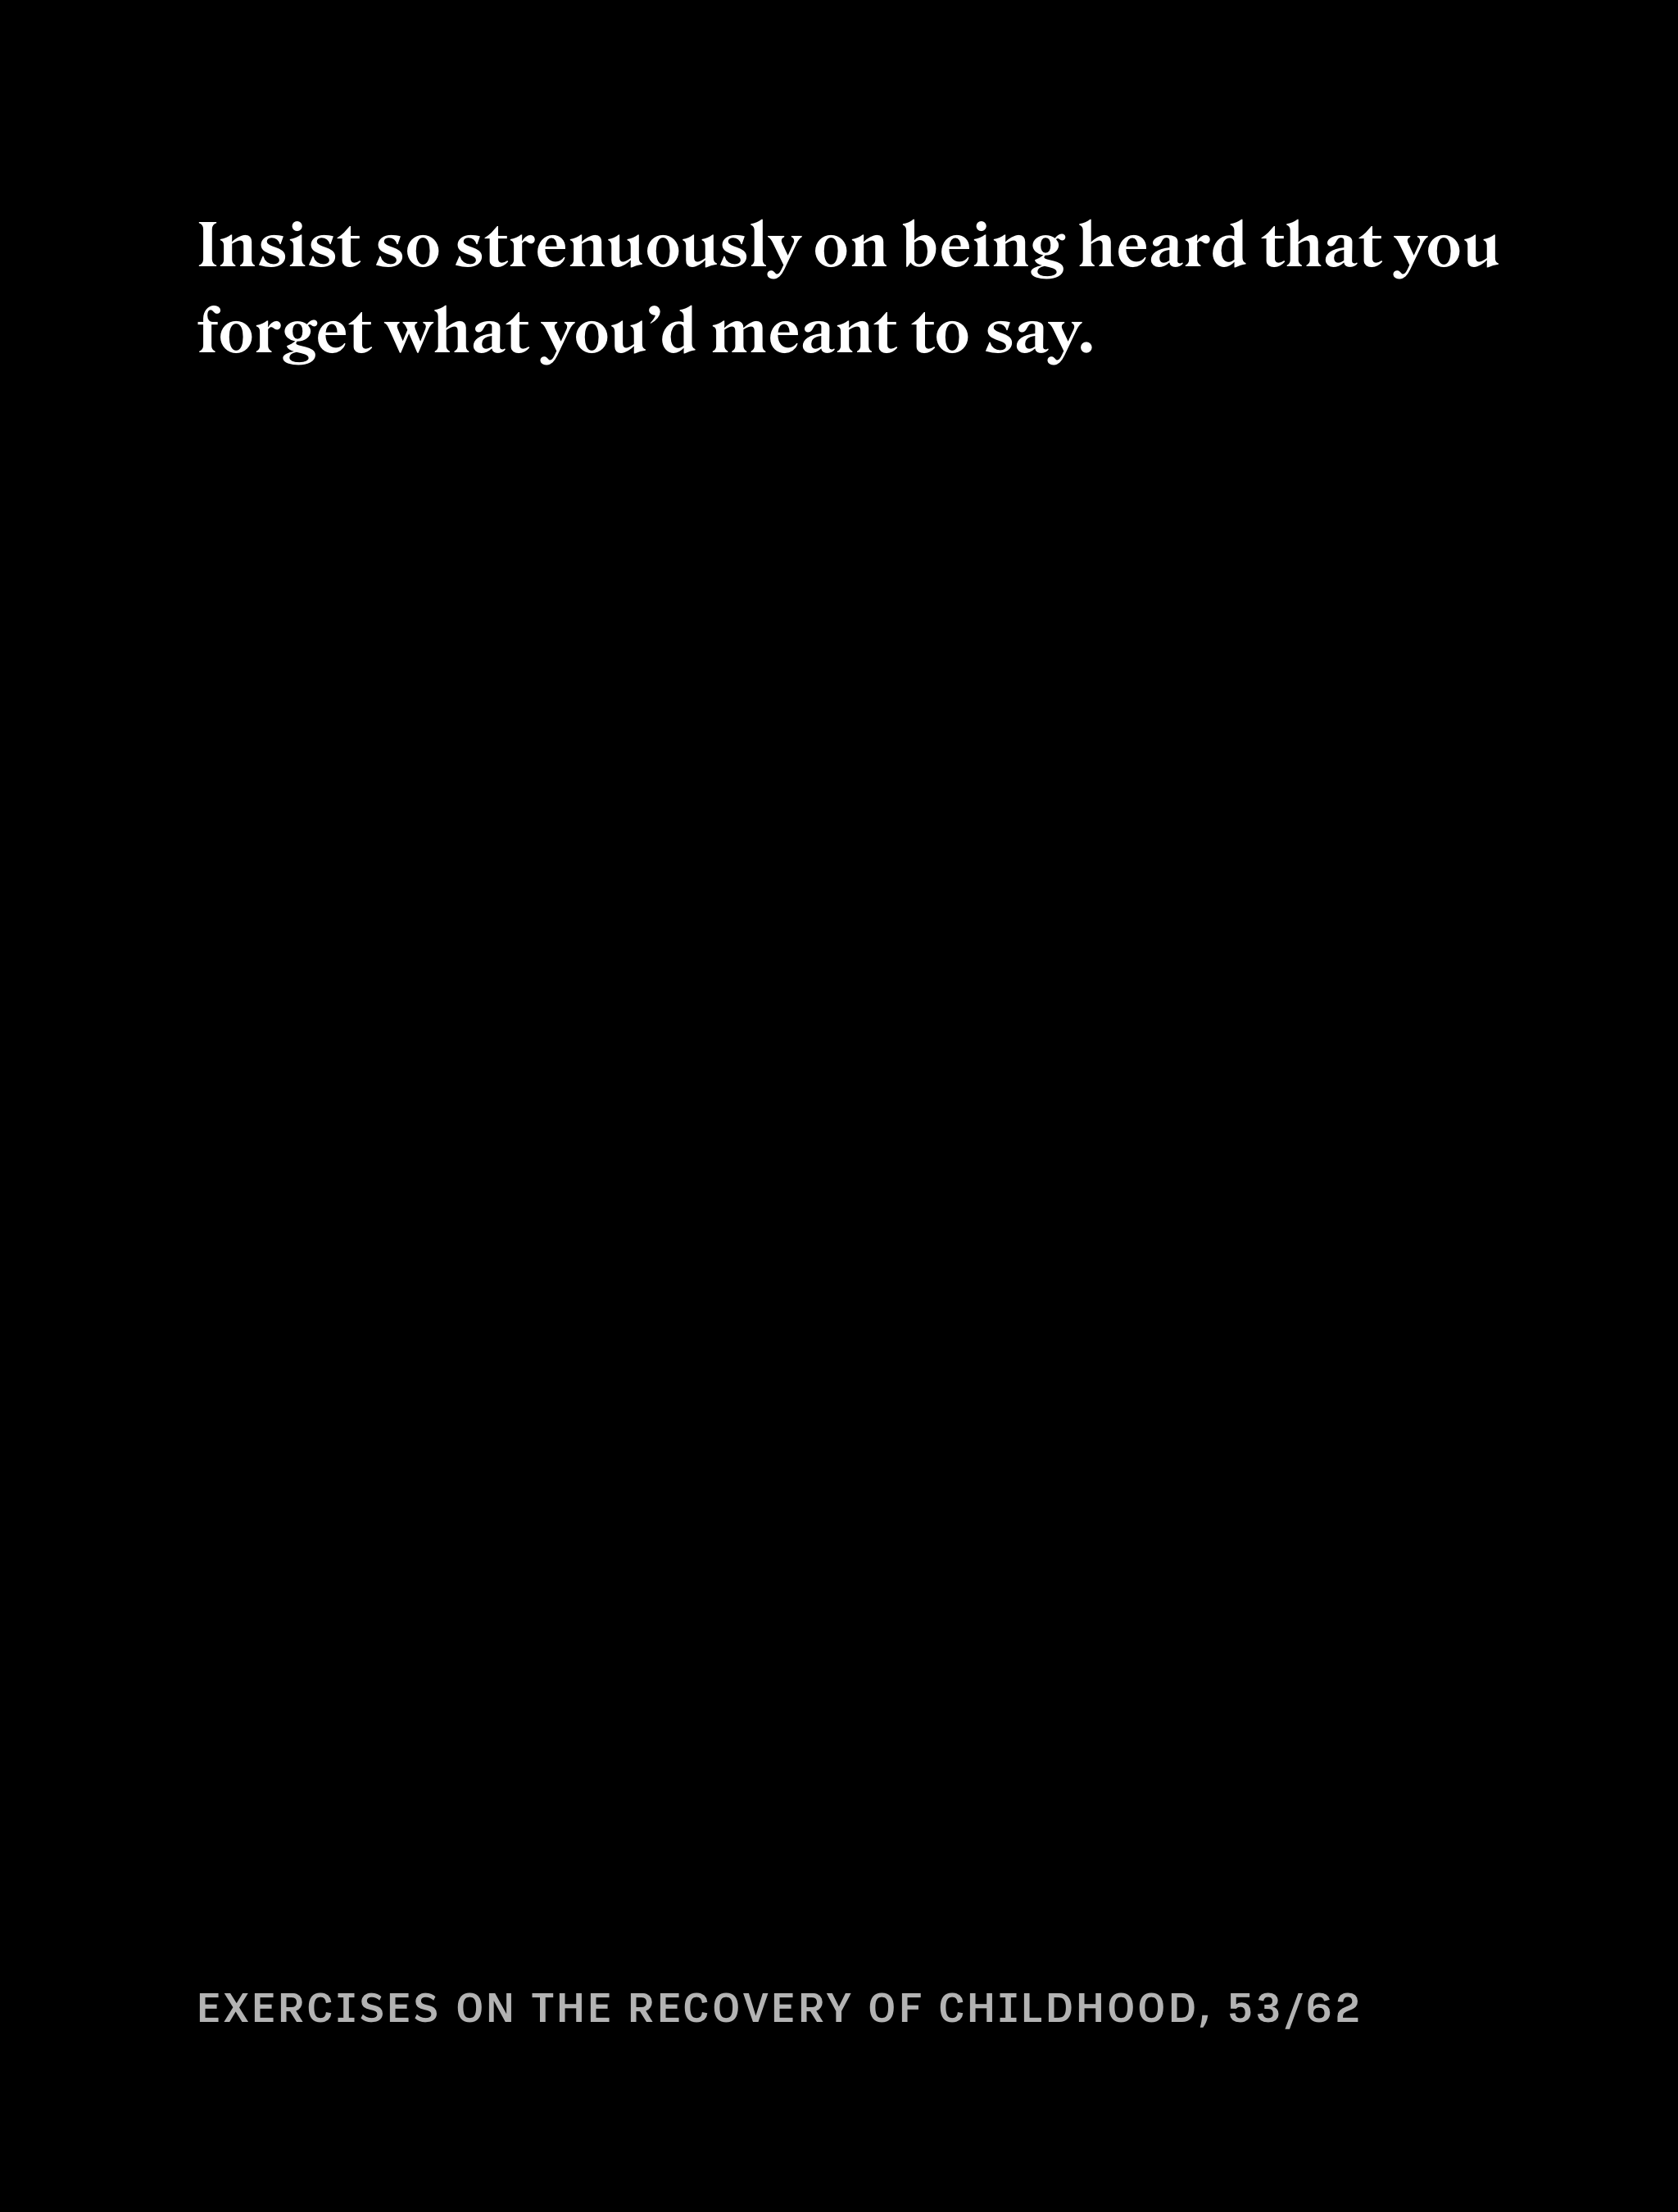 Insist so strenuously on being heard that you
forget what you’d meant to say.
EXERCISES ON THE RECOVERY OF CHILDHOOD, 53/62